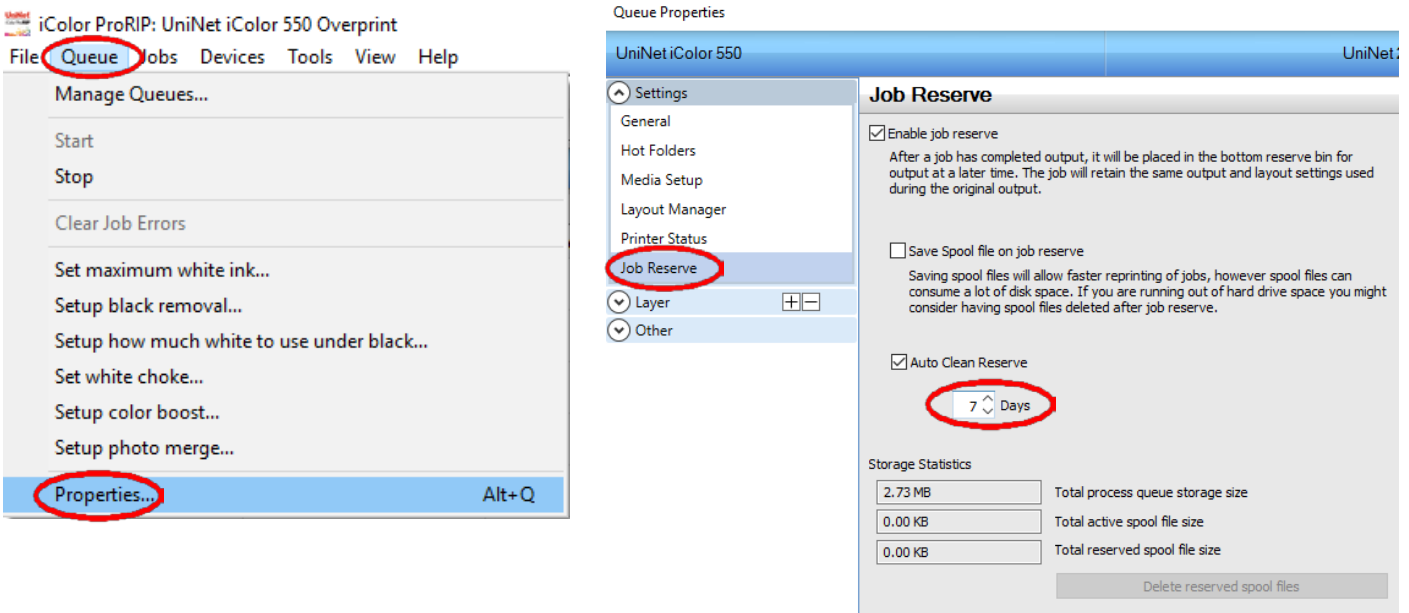 iColor ProRIP: UniNet iColor 550 Overprint
File Queue Jobs Devices Tools View Help
Manage Queues...
Start
Stop
Clear Job Errors
Set maximum white ink...
Setup black removal...
Setup how much white to use under black...
Set white choke...
Setup color boost...
Setup photo merge...
Properties... Alt+Q
Queue Properties
UniNet iColor 550 UniNet
Settings
General
Hot Folders
Media Setup
Layout Manager
Printer Status
Job Reserve
Layer
Other
Job Reserve
Enable job reserve
After a job has completed output, it will be placed in the bottom reserve bin for
output at a later time. The job will retain the same output and layout settings used
during the original output.
Save Spool file on job reserve
Saving spool files will allow faster reprinting of jobs, however spool files can
consume a lot of disk space. If you are running out of hard drive space you might
consider having spool files deleted after job reserve.
Auto Clean Reserve
7 Days
Storage Statistics
2.73 MB Total process queue storage size
0.00 KB Total active spool file size
0.00 KB Total reserved spool file size
Delete reserved spool files